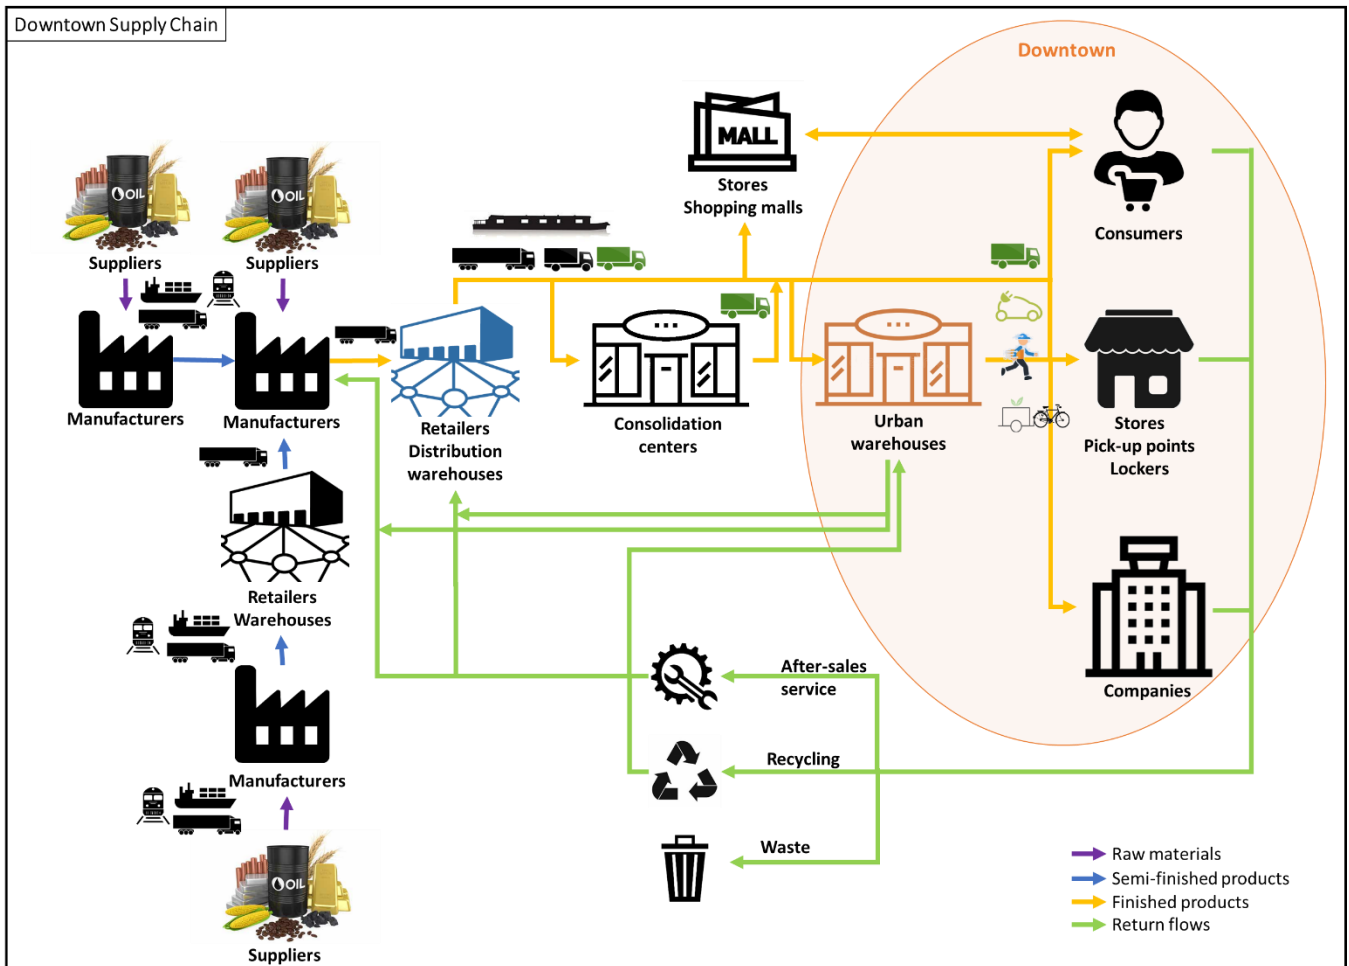 Downtown Supply Chain
Downtown
MALL
Stores
Shopping malls
Consumers
OIL
OIL
Suppliers
Suppliers
Manufacturers
Manufacturers
Retailers
Distribution
warehouses
Consolidation
centers
Urban
warehouses
Stores
Pick-up points
Lockers
Retailers
Warehouses
After-sales
service
Companies
Manufacturers
Recycling
Waste
OIL
Suppliers
Raw materials
Semi-finished products
Finished products
Return flows